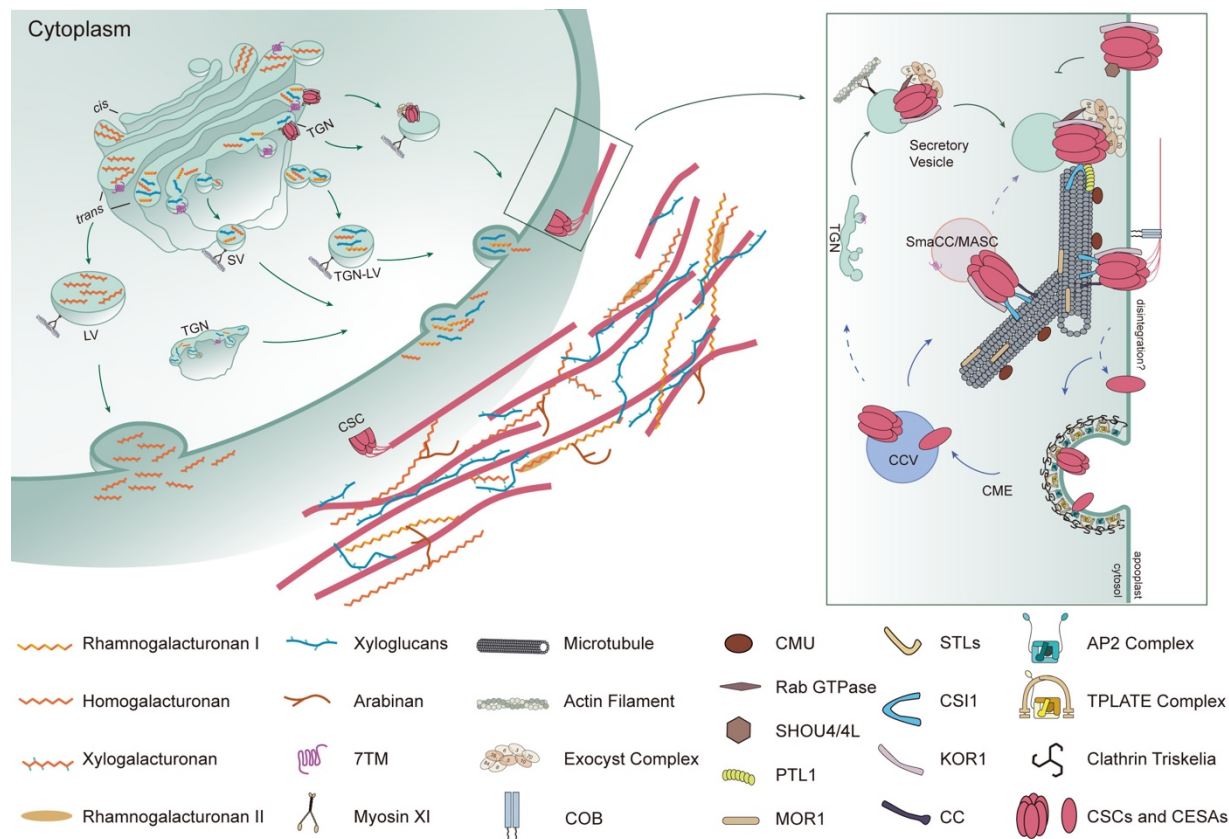 Cytoplasm
cis
trans
TGN
SV
TGN-LV
LV
TGN
CSC
Secretory
Vesicle
TGN
SmaCC/MASC
disintegration?
CCV
CME
apooplast
cytosol
Rhamnogalacturonan I
Xyloglucans
Microtubule
CMU
STLs
AP2 Complex
Homogalacturonan
Arabinan
Actin Filament
Rab GTPase
CSI1
TPLATE Complex
SHOU4/4L
Xylogalacturonan
7TM
Exocyst Complex
KOR1
Clathrin Triskelia
PTL1
Rhamnogalacturonan II
Myosin XI
COB
MOR1
CC
CSCs and CESAs